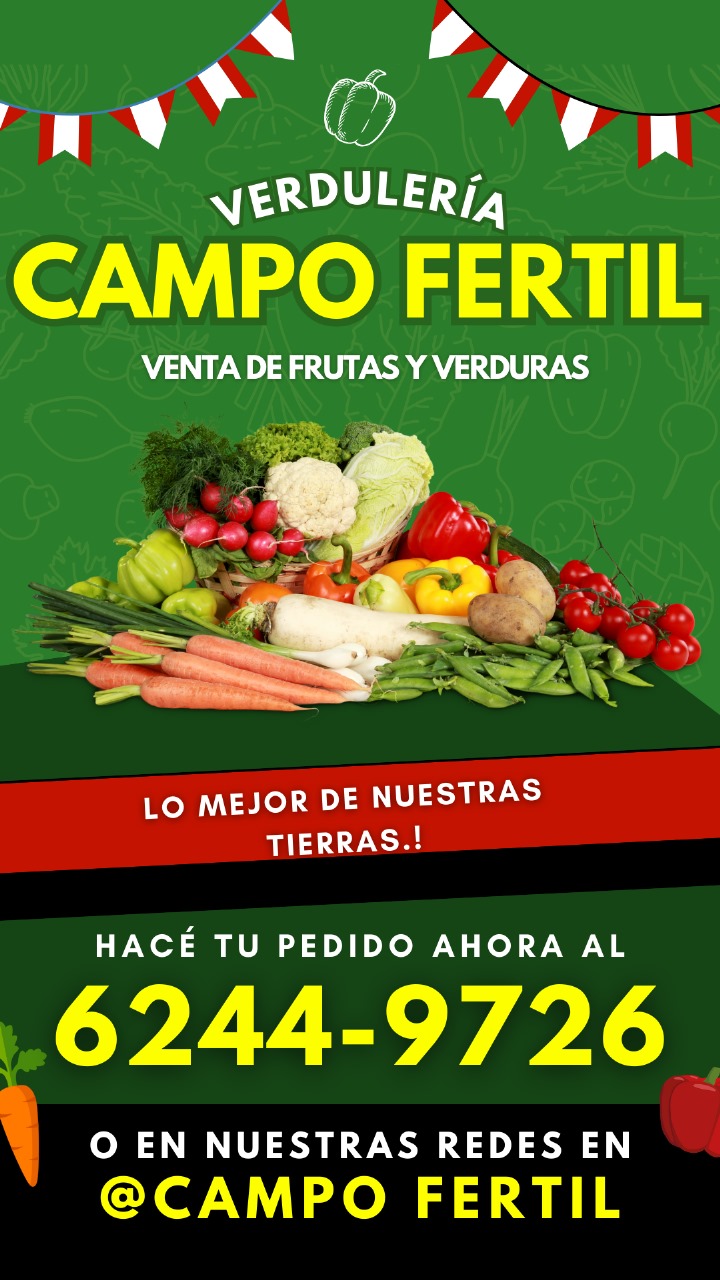 VERDULERÍA
CAMPO FERTIL
VENTA DE FRUTAS Y VERDURAS
LO MEJOR DE NUESTRAS
TIERRAS.!
HACÉ TU PEDIDO AHORA AL
6244-9726
O EN NUESTRAS REDES EN
@CAMPO FERTIL